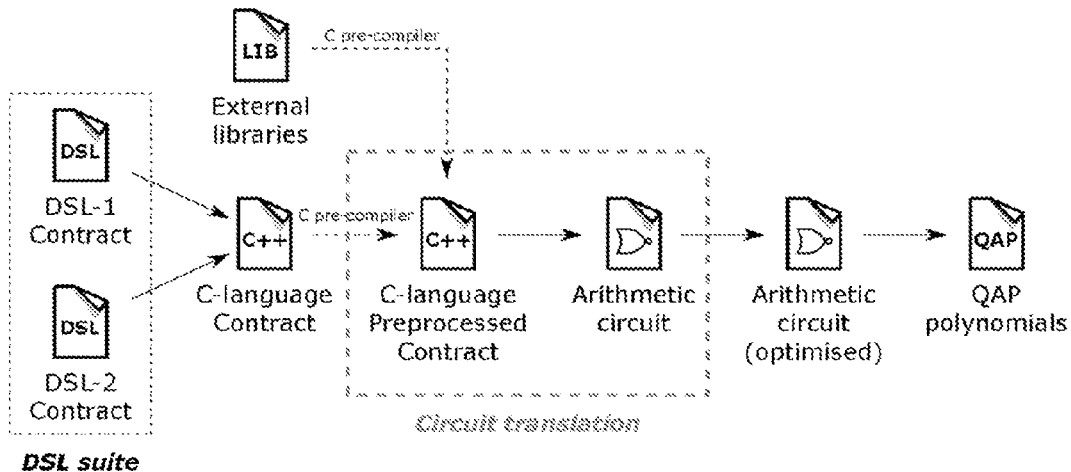 C pre-compiler
LIB
External
libraries
DSL
DSL-1
Contract
C++
C pre-compiler
C++
QAP
C-language
Contract
C-language
Preprocessed
Contract
Arithmetic
circuit
Arithmetic
circuit
(optimised)
QAP
polynomials
DSL
DSL-2
Contract
Circuit translation
DSL suite